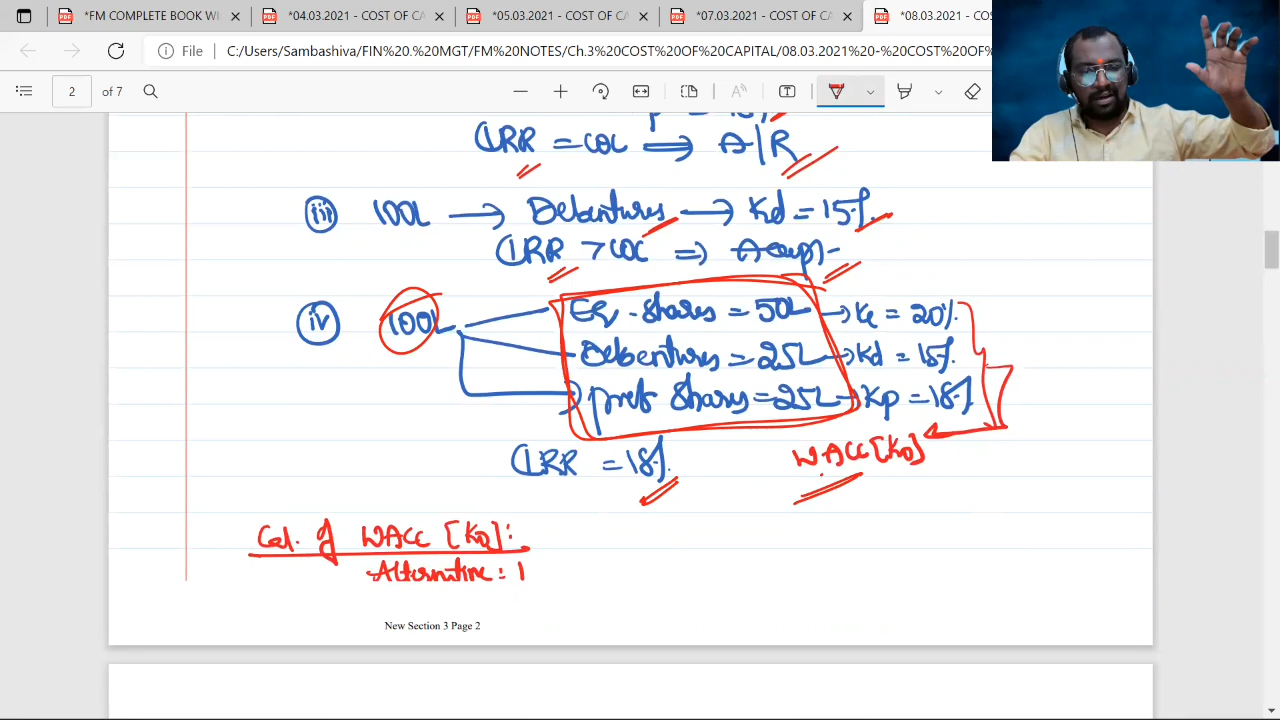 *FM COMPLETE BOOK WI
*04.03.2021 - COST OF CA
*05.03.2021 - COST OF CA
*07.03.2021 - COST OF CA
*08.03.2021 - COST OF
File C:/Users/Sambashiva/FIN%20.%20MGT/FM%20NOTES/Ch.3%20COST%20OF%20CAPITAL/08.03.2021%20-%20COST%20OF%
2 of 7
IRR = COC ⟹ A|R
iii) 100L → Debentures → Kd = 15%
IRR > COC ⇒ Accept
iv) 100L Eq. Shares = 50L → Ke = 20%
Debentures = 25L → Kd = 15%
Prefs Shares = 25L → Kp = 18%
IRR = 18%
WACC [Ko]
Cal. of WACC [Ko]:
Alternative: 1
New Section 3 Page 2